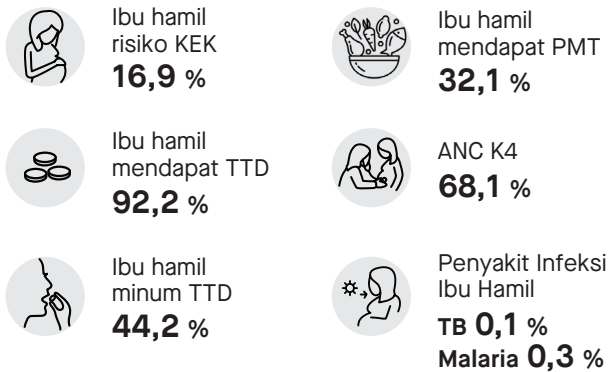 Ibu hamil
risiko KEK
16,9 %
Ibu hamil
mendapat PMT
32,1 %
Ibu hamil
mendapat TTD
92,2 %
ANC K4
68,1 %
Ibu hamil
minum TTD
44,2 %
Penyakit Infeksi
Ibu Hamil
TB 0,1 %
Malaria 0,3 %